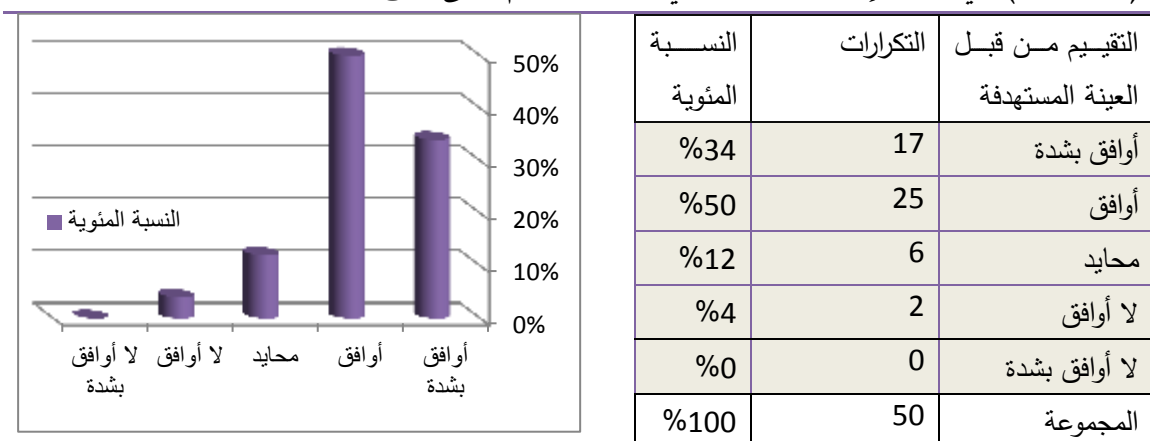 التقييم من قبل العينة المستهدفة	التكرارات	النسبة المئوية
أوافق بشدة	17	%34
أوافق	25	%50
محايد	6	%12
لا أوافق	2	%4
لا أوافق بشدة	0	%0
المجموعة	50	%100
50%
40%
30%
20%
10%
0%
النسبة المئوية
أوافق بشدة
أوافق
محايد
لا أوافق
لا أوافق بشدة